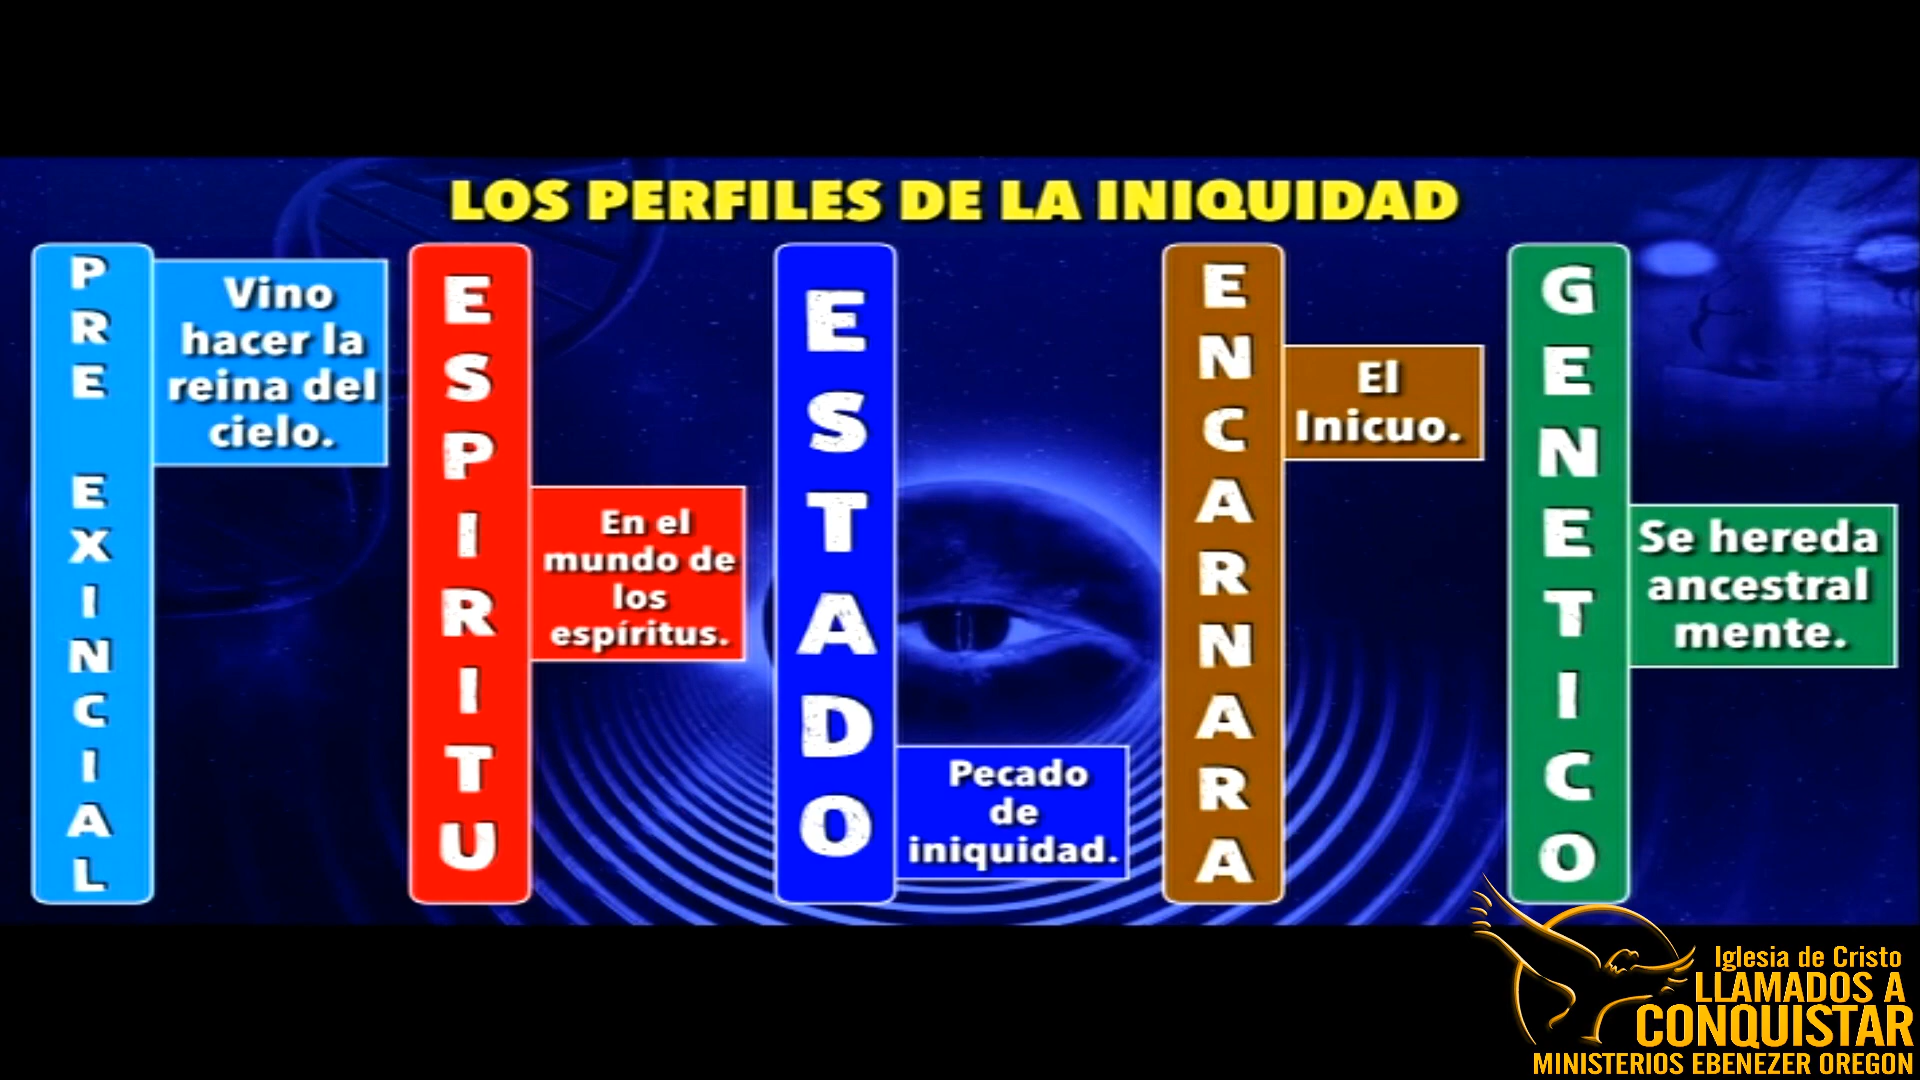 LOS PERFILES DE LA INIQUIDAD
PRE EXINCIAL
Vino
hacer la
reina del
cielo.
ESPIRITU
En el
mundo de
los
espíritus.
ESTADO
Pecado
de
iniquidad.
ENCARNARA
El
Inicuo.
GENETICO
Se hereda
ancestral
mente.
Iglesia de Cristo
LLAMADOS A
CONQUISTAR
MINISTERIOS EBENEZER OREGON